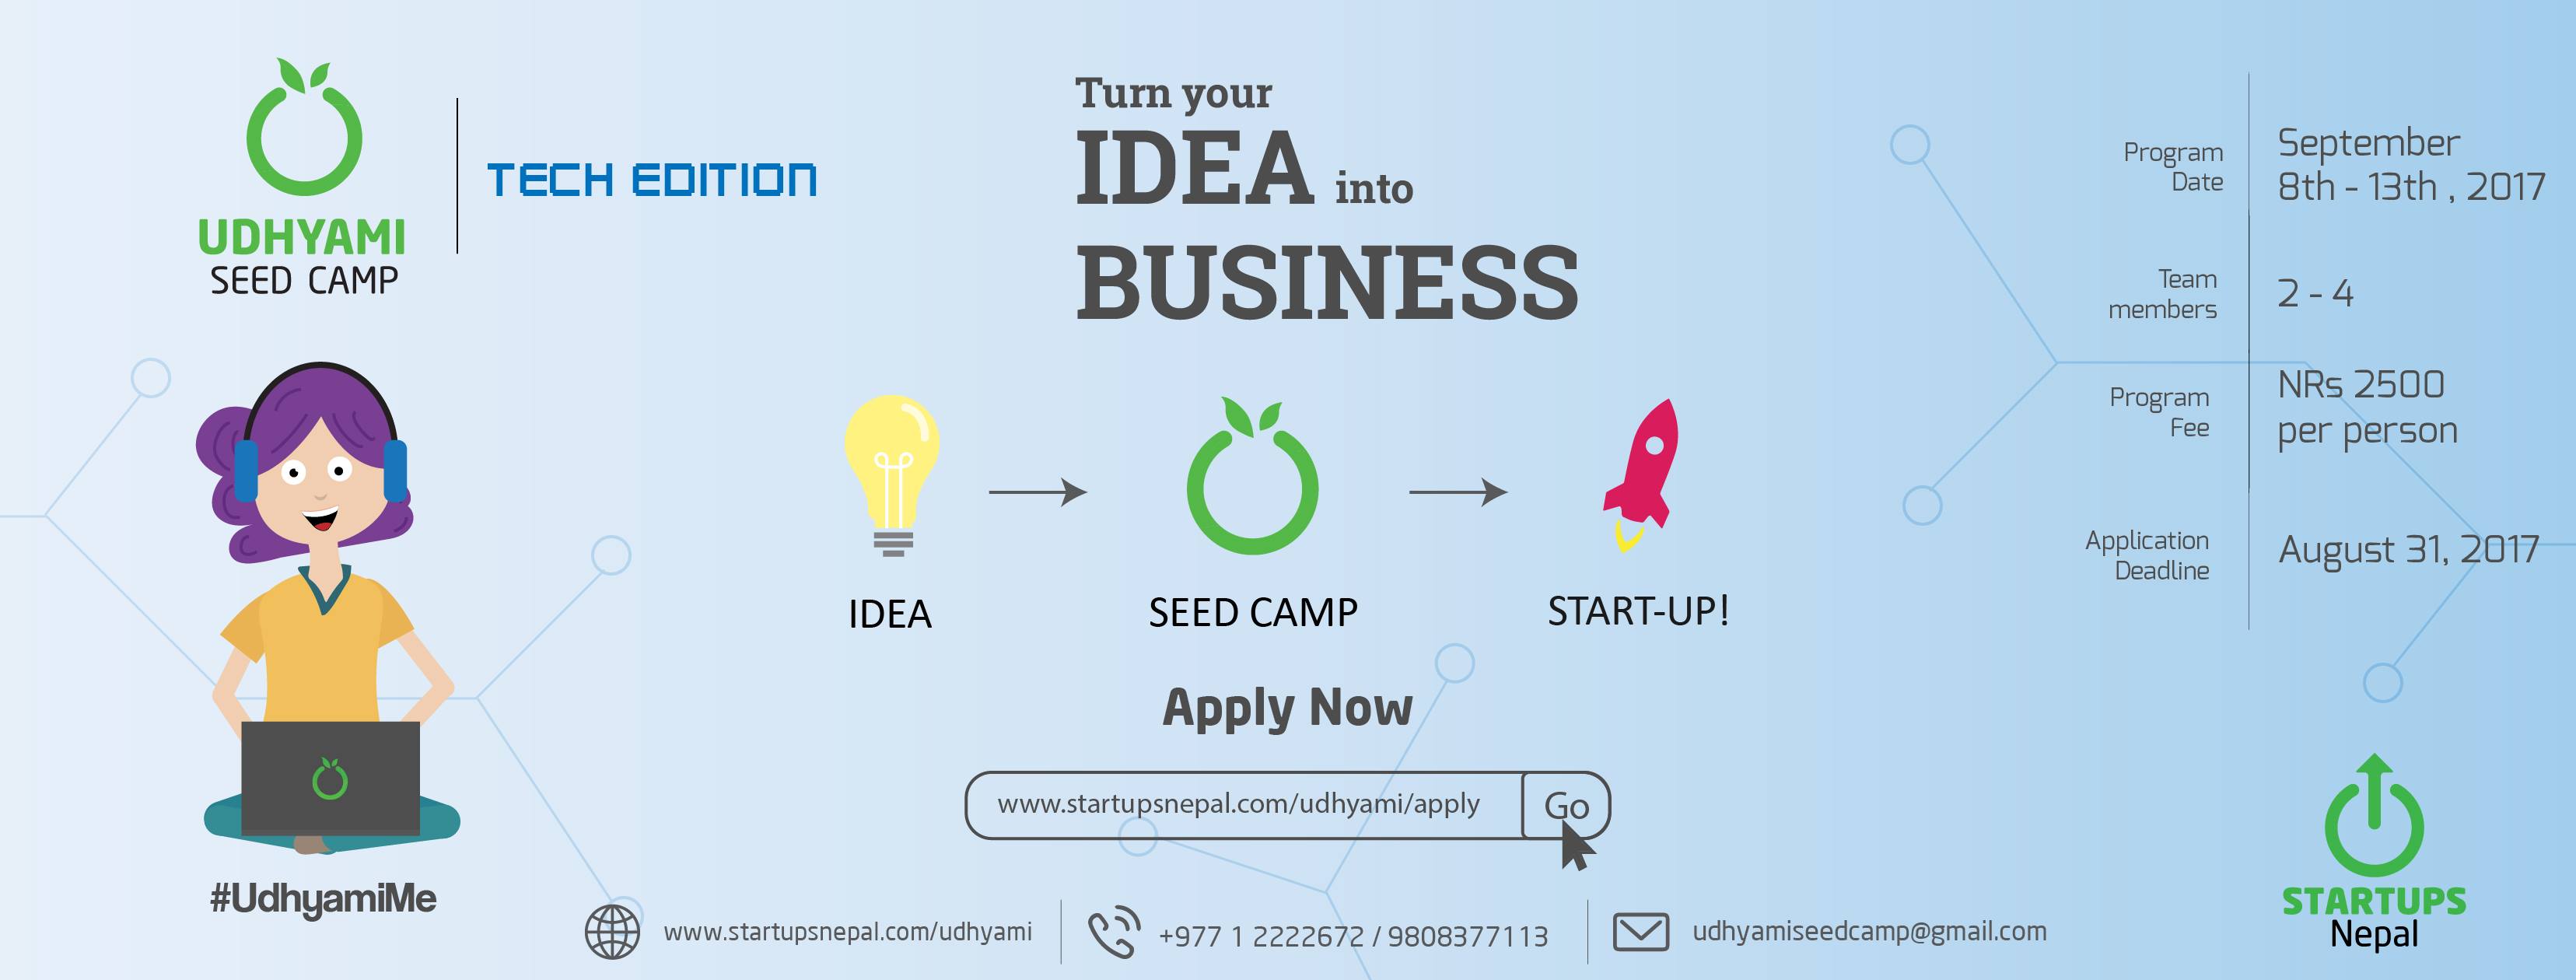 UDHYAMI
SEED CAMP
TECH EDITION
#UdhyamiMe
Turn your
IDEA into
BUSINESS
IDEA
SEED CAMP
START-UP!
Apply Now
www.startupsnepal.com/udhyami/apply
Go
www.startupsnepal.com/udhyami
+977 1 2222672 / 9808377113
udhyamiseedcamp@gmail.com
Program
Date
September
8th - 13th , 2017
Team
members
2 - 4
Program
Fee
NRs 2500
per person
Application
Deadline
August 31, 2017
STARTUPS
Nepal